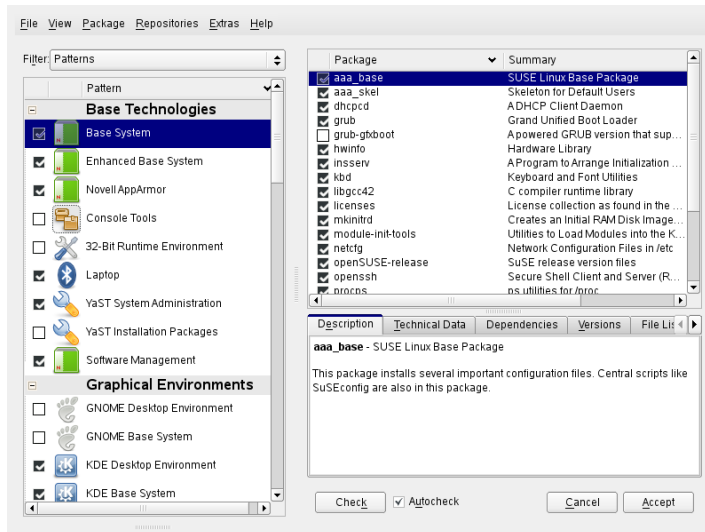 File View Package Repositories Extras Help
Filter: Patterns
Pattern
Base Technologies
Base System
Enhanced Base System
Novell AppArmor
Console Tools
32-Bit Runtime Environment
Laptop
YaST System Administration
YaST Installation Packages
Software Management
Graphical Environments
GNOME Desktop Environment
GNOME Base System
KDE Desktop Environment
KDE Base System
Package Summary
aaa_base SUSE Linux Base Package
aaa_skel Skeleton for Default Users
dhcpcd A DHCP Client Daemon
grub Grand Unified Boot Loader
grub-gfxboot A powered GRUB version that sup...
hwinfo Hardware Library
insserv A Program to Arrange Initialization ...
kbd Keyboard and Font Utilities
libgcc42 C compiler runtime library
licenses License collection as found in the ...
mkinitrd Creates an Initial RAM Disk Image...
module-init-tools Utilities to Load Modules into the K...
netcfg Network Configuration Files in /etc
openSUSE-release SuSE release version files
openssh Secure Shell Client and Server (R...
procps ps utilities for /proc
Description Technical Data Dependencies Versions File Lis
aaa_base - SUSE Linux Base Package
This package installs several important configuration files. Central scripts like
SuSEconfig are also in this package.
Check Autocheck Cancel Accept